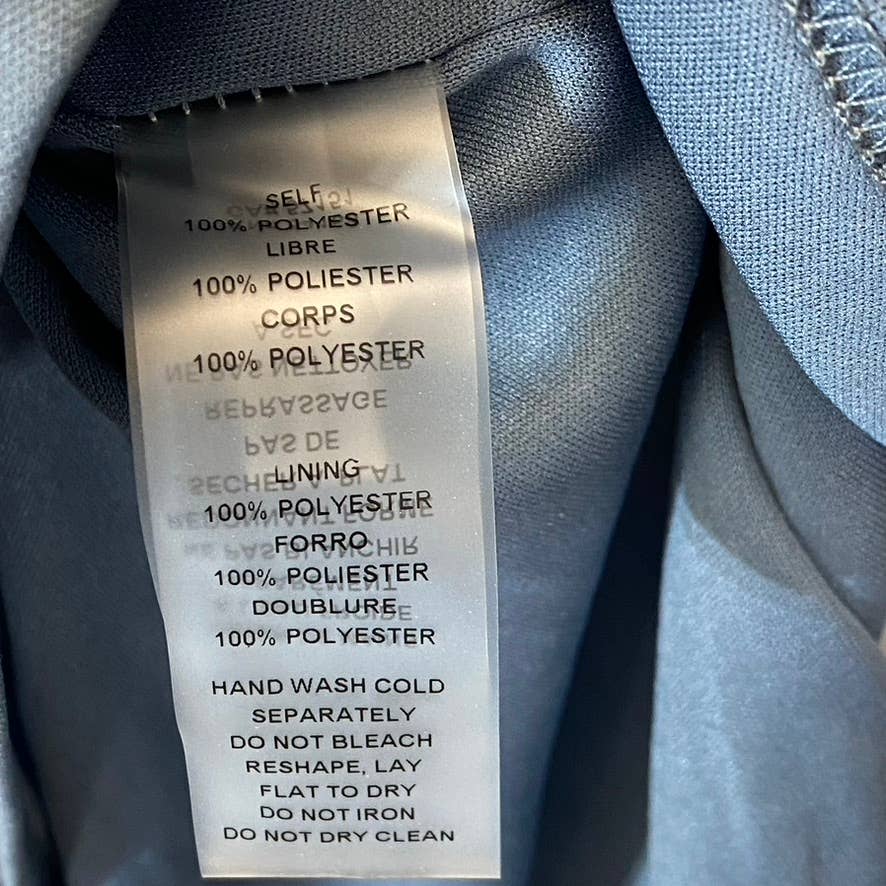 SELF
100% POLYESTER
LIBRE
100% POLIESTER
CORPS
100% POLYESTER
LINING
100% POLYESTER
FORRO
100% POLIESTER
DOUBLURE
100% POLYESTER
HAND WASH COLD
SEPARATELY
DO NOT BLEACH
RESHAPE, LAY
FLAT TO DRY
DO NOT IRON
DO NOT DRY CLEAN